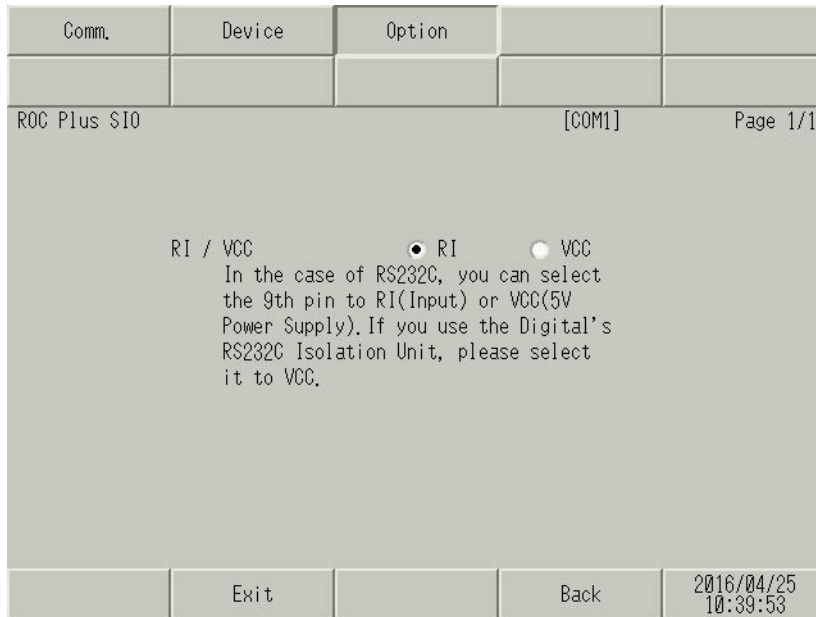 Comm. Device Option
ROC Plus SIO [COM1] Page 1/1
RI / VCC RI VCC
In the case of RS232C, you can select
the 9th pin to RI(Input) or VCC(5V
Power Supply).If you use the Digital's
RS232C Isolation Unit, please select
it to VCC.
Exit Back 2016/04/25
10:39:53